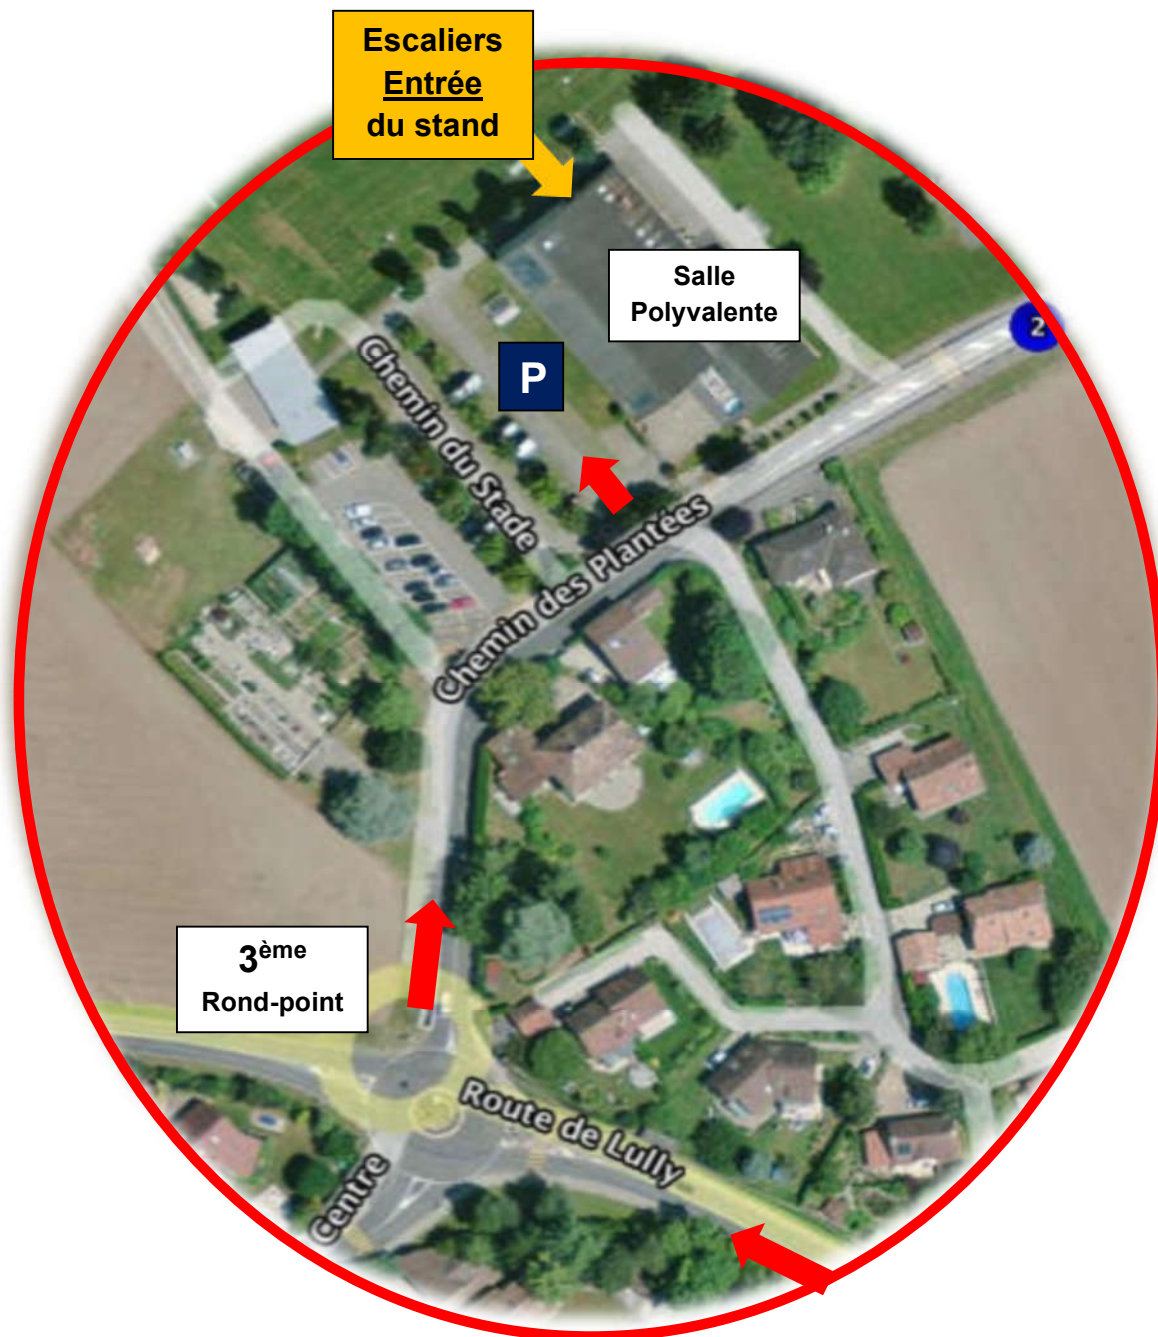 Escaliers
Entrée
du stand
Salle
Polyvalente
2
P
Chemin du Stade
Chemin des Plantées
3ème
Rond-point
Route de Lully
Centre